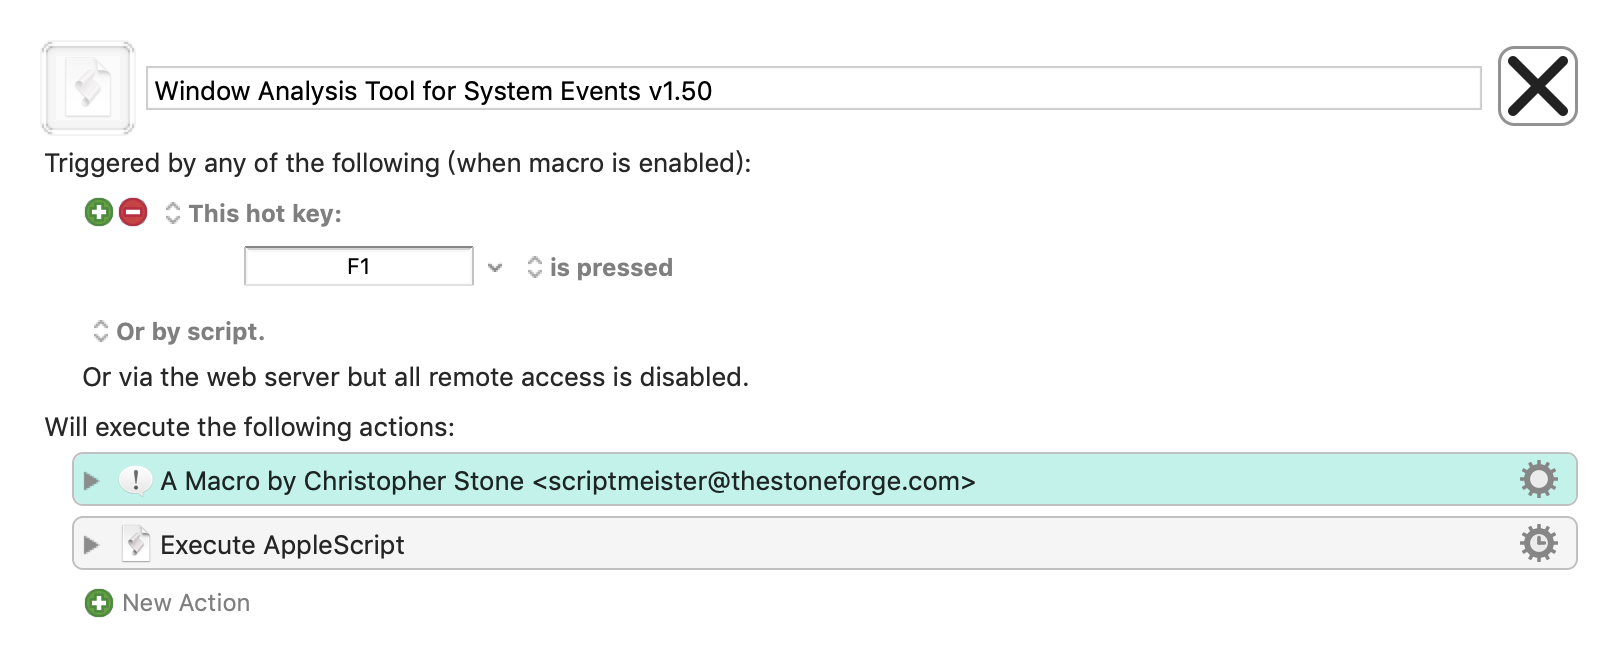 Window Analysis Tool for System Events v1.50
Triggered by any of the following (when macro is enabled):
This hot key:
F1 is pressed
Or by script.
Or via the web server but all remote access is disabled.
Will execute the following actions:
A Macro by Christopher Stone <scriptmeister@thestoneforge.com>
Execute AppleScript
New Action